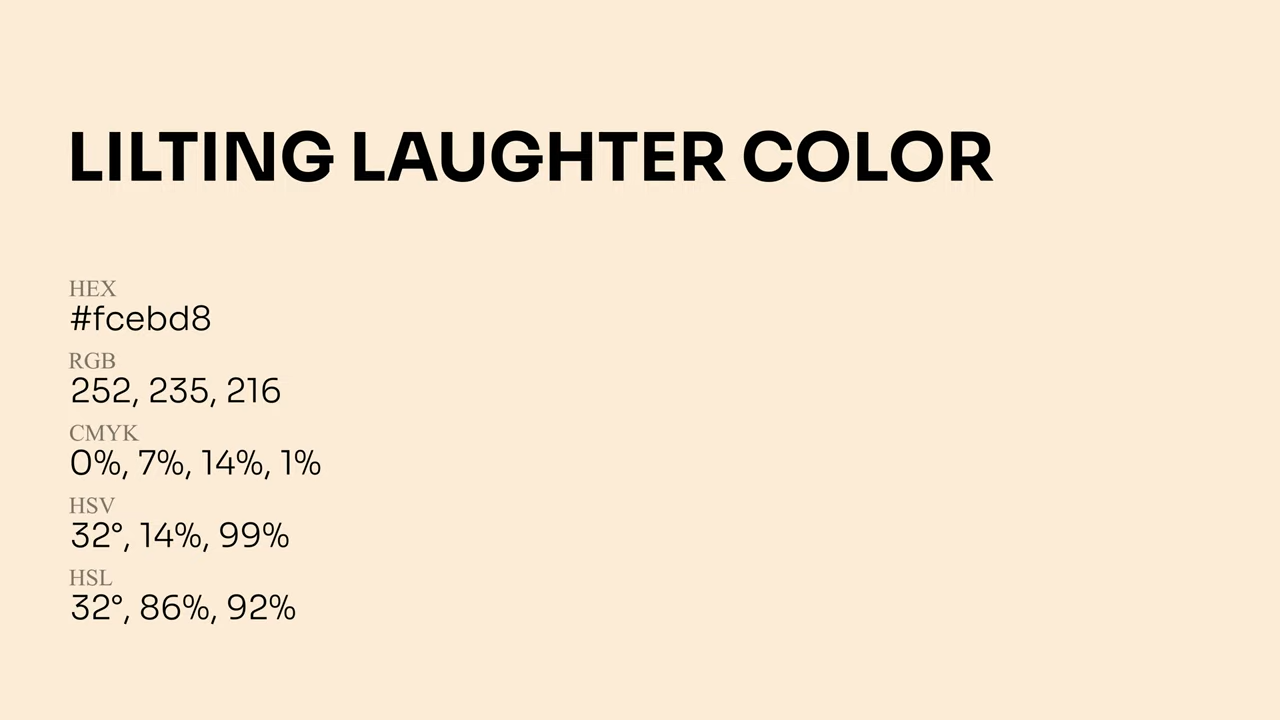 LILTING LAUGHTER COLOR
HEX
#fcebd8
RGB
252, 235, 216
CMYK
0%, 7%, 14%, 1%
HSV
32°, 14%, 99%
HSL
32°, 86%, 92%